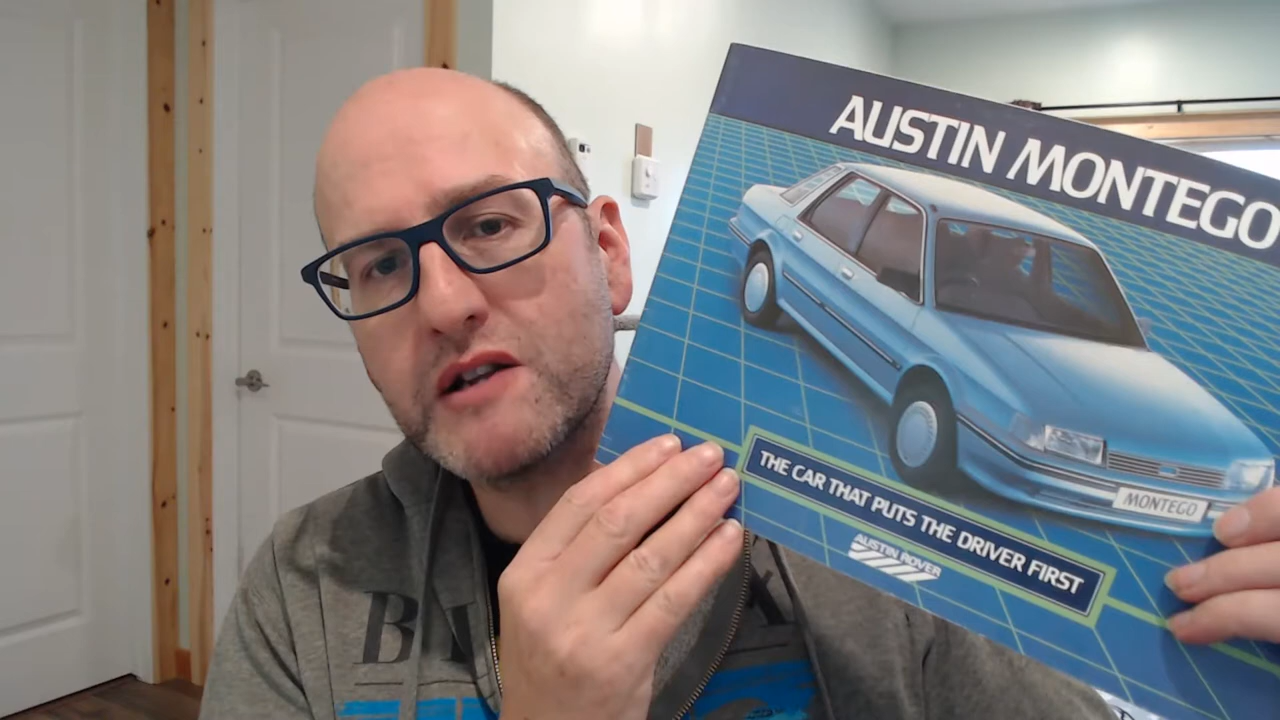 AUSTIN MONTEGO
MONTEGO
THE CAR THAT PUTS THE DRIVER FIRST
AUSTIN ROVER